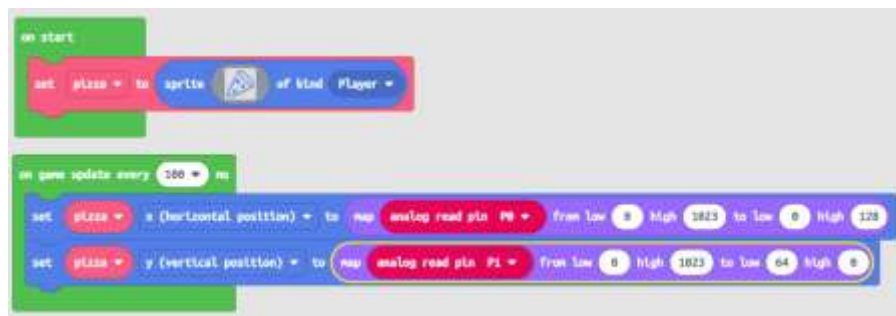 on start
set pizza to sprite of kind Player
on game update every 100 ms
set pizza x (horizontal position) to map analog read pin P0 from low 0 high 1023 to low 0 high 128
set pizza y (vertical position) to map analog read pin P1 from low 0 high 1023 to low 64 high 0